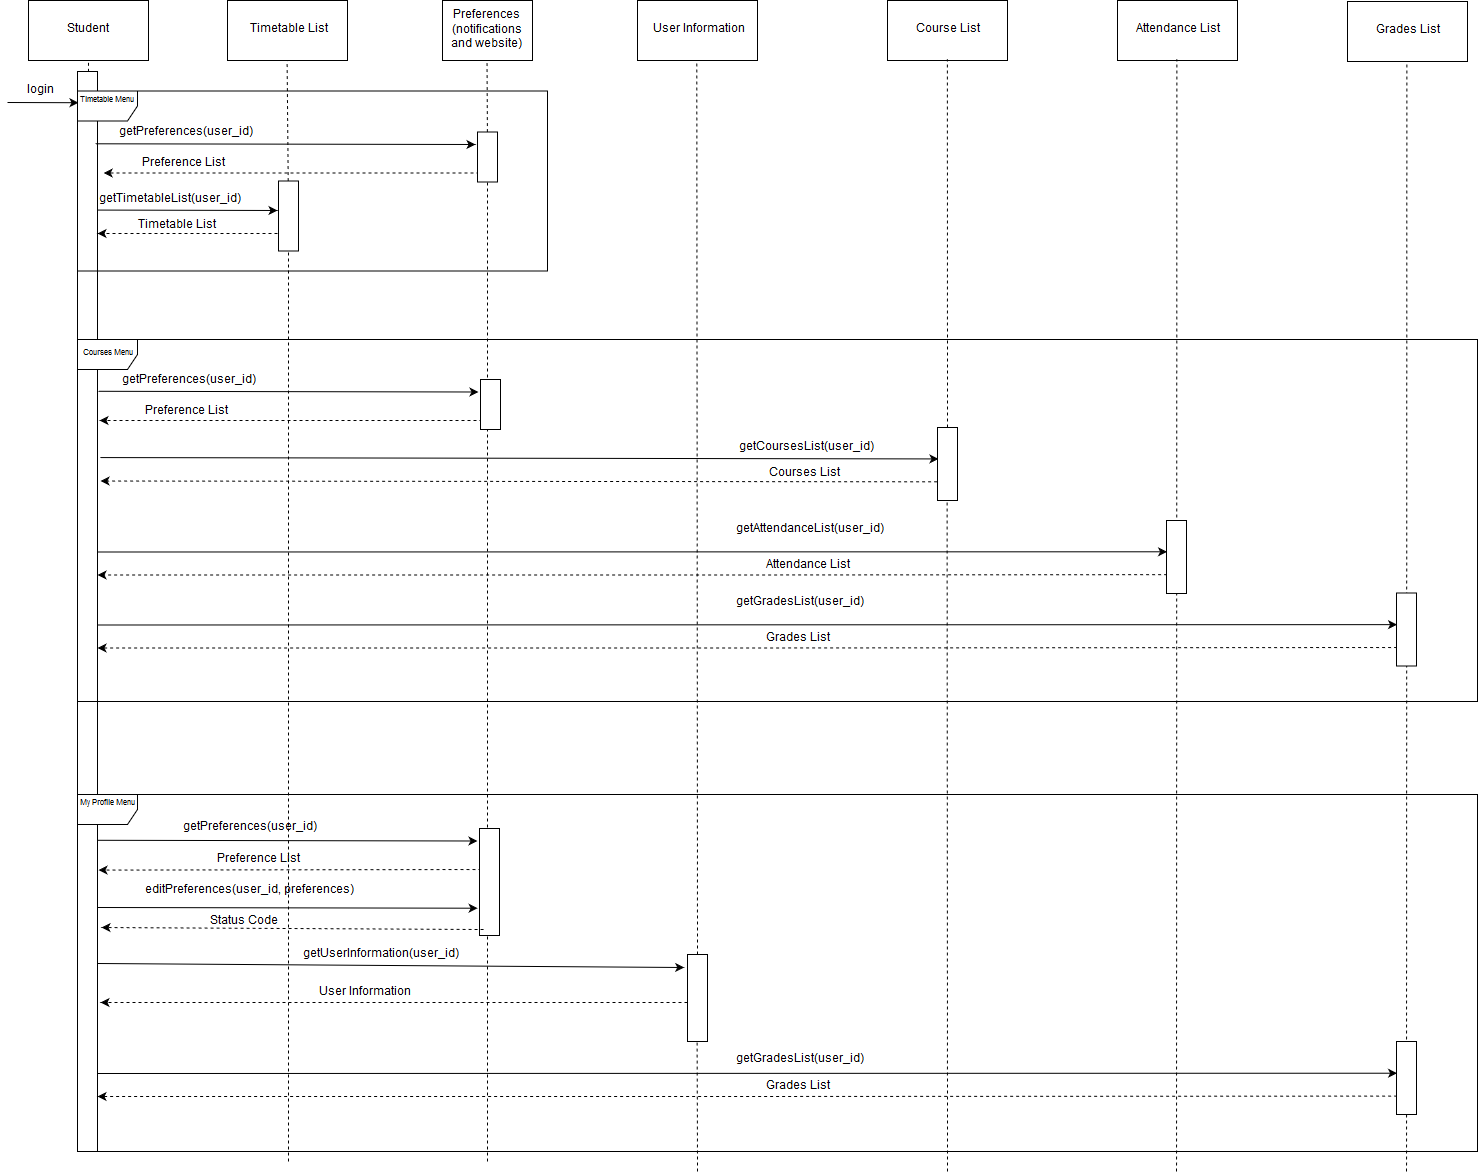 Student
Timetable List
Preferences
(notifications
and website)
User Information
Course List
Attendance List
Grades List
login
Timetable Menu
getPreferences(user_id)
Preference List
getTimetableList(user_id)
Timetable List
Courses Menu
getPreferences(user_id)
Preference List
getCoursesList(user_id)
Courses List
getAttendanceList(user_id)
Attendance List
getGradesList(user_id)
Grades List
My Profile Menu
getPreferences(user_id)
Preference List
editPreferences(user_id, preferences)
Status Code
getUserInformation(user_id)
User Information
getGradesList(user_id)
Grades List